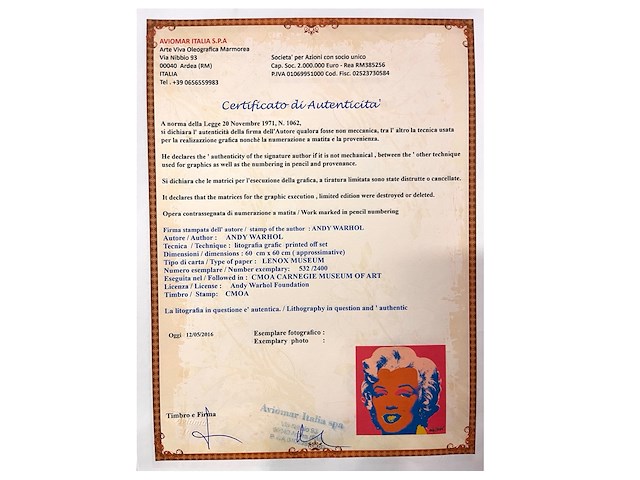 AVIOMAR ITALIA S.P.A
Arte Viva Oleografica Marmorea
Via Nibbio 93
00040 Ardea (RM)
ITALIA
Tel . +39 0656559983
Societa' per Azioni con socio unico
Cap. Soc. 2.000.000 Euro - Rea RM385256
P.IVA 01069951000 Cod. Fisc. 02523730584
Certificato di Autenticita'
A norma della Legge 20 Novembre 1971, N. 1062,
si dichiara l' autenticità della firma dell'Autore qualora fosse non meccanica, tra l' altro la tecnica usata
per la realizazzione grafica nonchè la numerazione a matita e la provenienza.
He declares the ' authenticity of the signature author if it is not mechanical , between the ' other technique
used for graphics as well as the numbering in pencil and provenance.
Si dichiara che le matrici per l'esecuzione della grafica, a tiratura limitata sono state distrutte o cancellate.
It declares that the matrices for the graphic execution , limited edition were destroyed or deleted.
Opera contrassegnata di numerazione a matita / Work marked in pencil numbering
Firma stampata dell' autore / stamp of the author : ANDY WARHOL
Autore / Author : ANDY WARHOL
Tecnica / Technique : litografia grafic printed off set
Dimensioni / dimensions : 60 cm x 60 cm ( approssimative)
Tipo di carta / Type of paper : LENOX MUSEUM
Numero esemplare / Number exemplary: 532 /2400
Eseguita nel / Followed in : CMOA CARNEGIE MUSEUM OF ART
Licenza / License : Andy Warhol Foundation
Timbro / Stamp: CMOA
La litografia in questione e' autentica. / Lithography in question and ' authentic
Oggi 12/05/2016
Esemplare fotografico :
Exemplary photo :
Timbro e Firma
Aviomar Italia spa